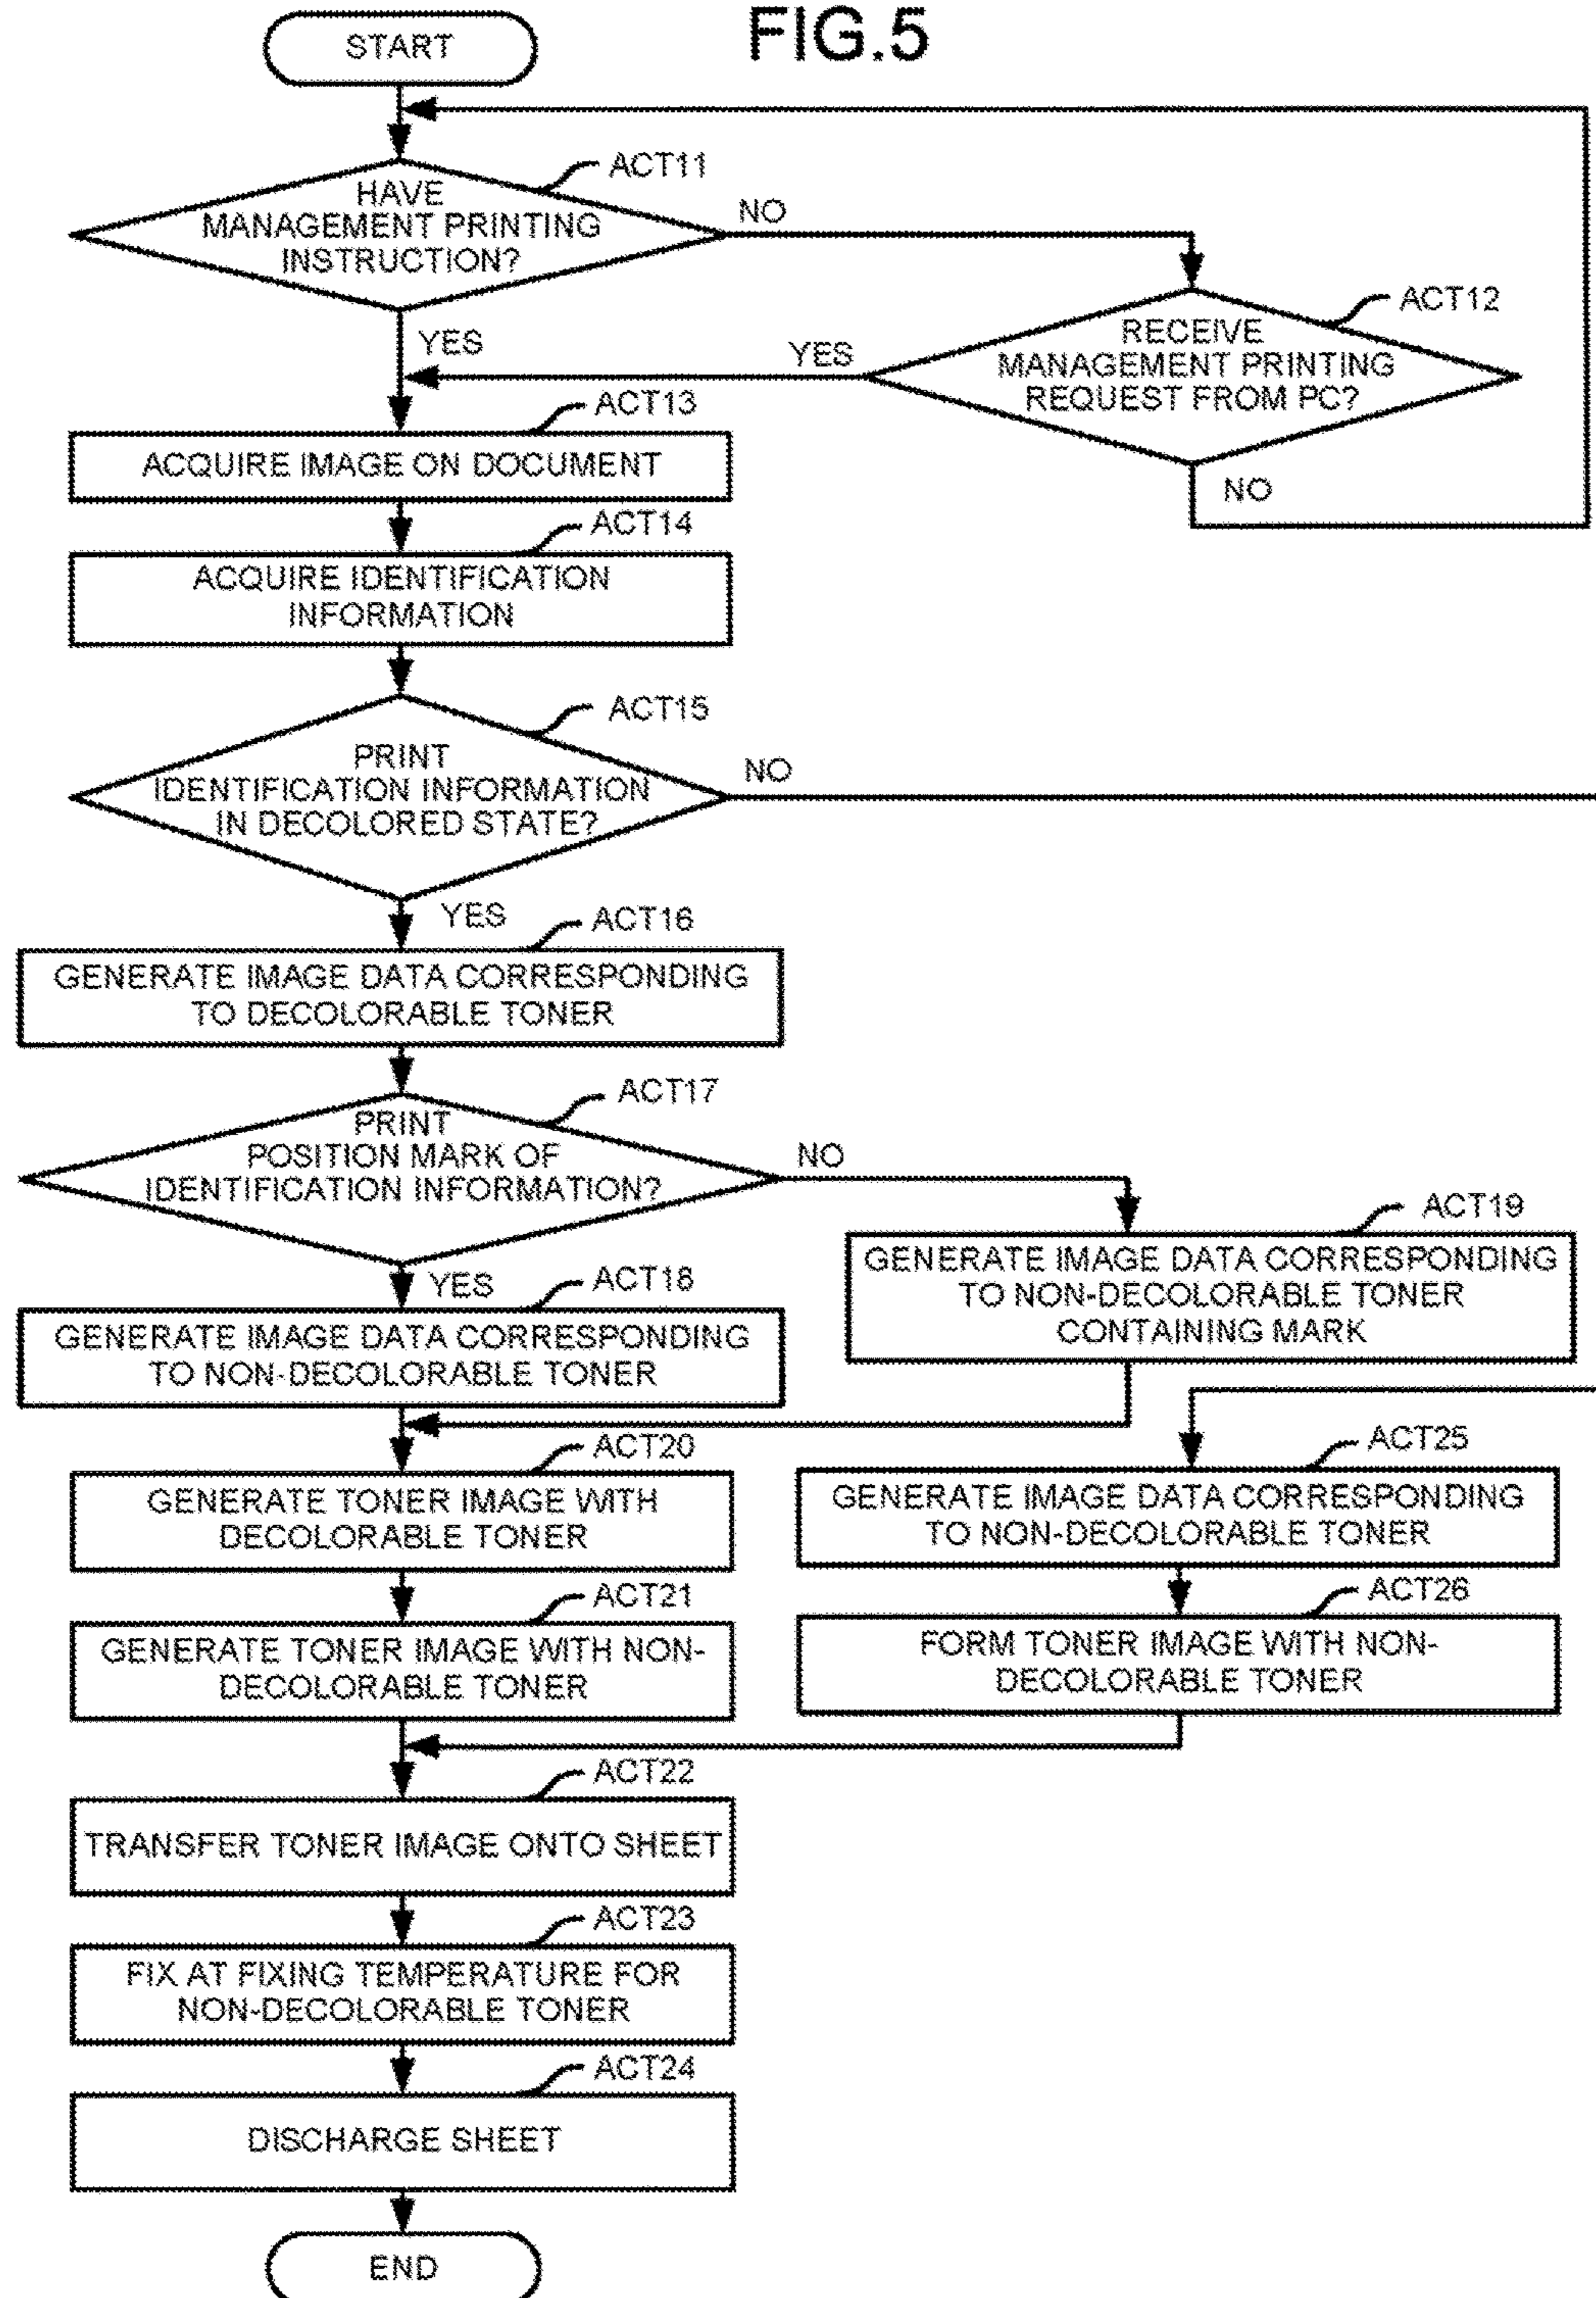 FIG.5
START
ACT11
HAVE
MANAGEMENT PRINTING
INSTRUCTION?
NO
YES
ACT12
RECEIVE
MANAGEMENT PRINTING
REQUEST FROM PC?
YES
NO
ACT13
ACQUIRE IMAGE ON DOCUMENT
ACT14
ACQUIRE IDENTIFICATION
INFORMATION
ACT15
PRINT
IDENTIFICATION INFORMATION
IN DECOLORED STATE?
NO
YES
ACT16
GENERATE IMAGE DATA CORRESPONDING
TO DECOLORABLE TONER
ACT17
PRINT
POSITION MARK OF
IDENTIFICATION INFORMATION?
NO
YES
ACT18
GENERATE IMAGE DATA CORRESPONDING
TO NON-DECOLORABLE TONER
ACT19
GENERATE IMAGE DATA CORRESPONDING
TO NON-DECOLORABLE TONER
CONTAINING MARK
ACT20
GENERATE TONER IMAGE WITH
DECOLORABLE TONER
ACT21
GENERATE TONER IMAGE WITH NON-
DECOLORABLE TONER
ACT25
GENERATE IMAGE DATA CORRESPONDING
TO NON-DECOLORABLE TONER
ACT26
FORM TONER IMAGE WITH NON-
DECOLORABLE TONER
ACT22
TRANSFER TONER IMAGE ONTO SHEET
ACT23
FIX AT FIXING TEMPERATURE FOR
NON-DECOLORABLE TONER
ACT24
DISCHARGE SHEET
END